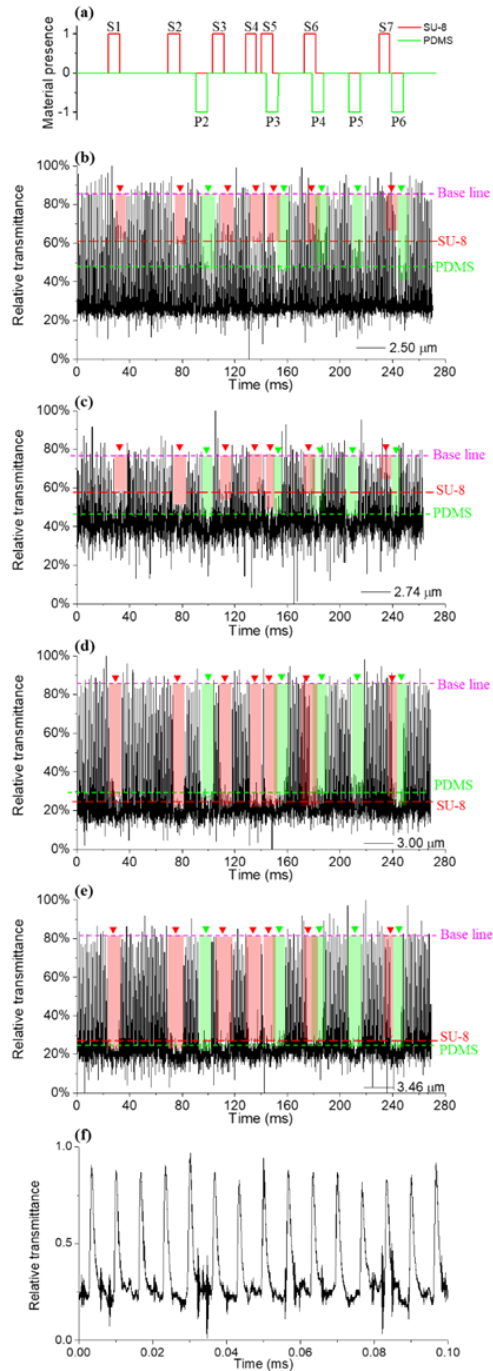 (a)
S1 S2 S3 S4 S5 S6 S7
SU-8
PDMS
Material presence
1
0
-1
P2 P3 P4 P5 P6
(b)
Relative transmittance
100%
80%
60%
40%
20%
0%
Base line
SU-8
PDMS
2.50 μm
0 40 80 120 160 200 240 280
Time (ms)
(c)
Relative transmittance
100%
80%
60%
40%
20%
0%
Base line
SU-8
PDMS
2.74 μm
0 40 80 120 160 200 240 280
Time (ms)
(d)
Relative transmittance
100%
80%
60%
40%
20%
0%
Base line
PDMS
SU-8
3.00 μm
0 40 80 120 160 200 240 280
Time (ms)
(e)
Relative transmittance
100%
80%
60%
40%
20%
0%
Base line
SU-8
PDMS
3.46 μm
0 40 80 120 160 200 240 280
Time (ms)
(f)
Relative transmittance
1.0
0.5
0.0
0.00 0.02 0.04 0.06 0.08 0.10
Time (ms)